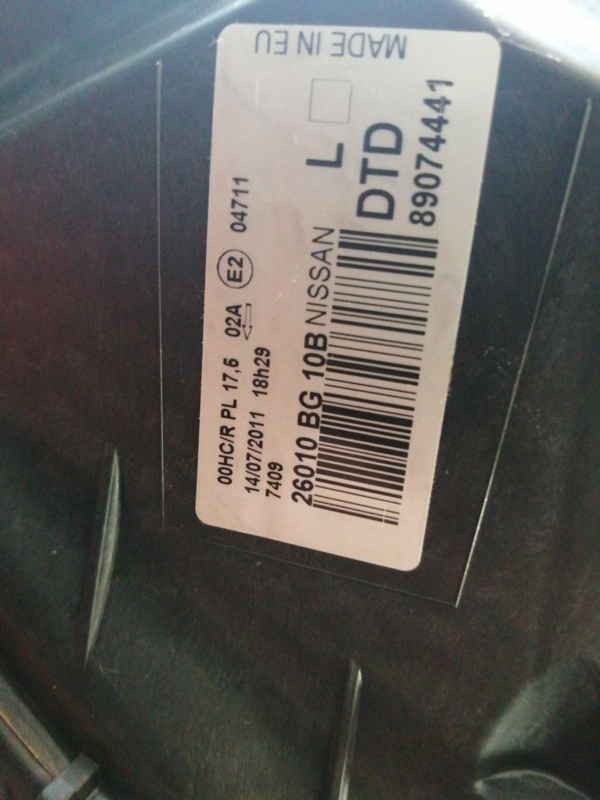 00HC/R PL 17,5 02A E2 04711
14/07/2011 18h29
7409
26010 BG 10B NISSAN L
DTD
89074441
MADE IN EU